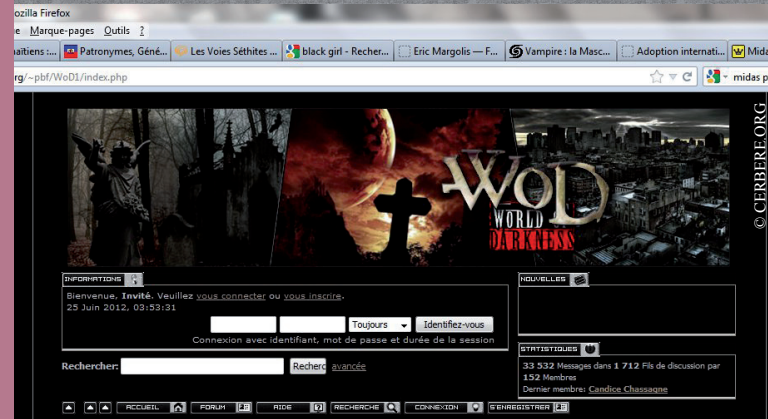 ozilla Firefox
e Marque-pages Outils ?
aïtiens :... Patronymes, Géné... Les Voies Séthites ... black girl - Recher... Eric Margolis — F... Vampire : la Masc... Adoption internati... Mida
rg/~pbf/WoD1/index.php midas p
© CERBERE.ORG
WOD
WORLD
DARKNESS
INFORMATIONS
Bienvenue, Invité. Veuillez vous connecter ou vous inscrire.
25 Juin 2012, 03:53:31
Toujours Identifiez-vous
Connexion avec identifiant, mot de passe et durée de la session
Rechercher: Recherc avancée
NOUVELLES
STATISTIQUES
33 532 Messages dans 1 712 Fils de discussion par
152 Membres
Dernier membre: Candice Chassagne
ACCUEIL FORUM AIDE RECHERCHE CONNEXION S'ENREGISTRER